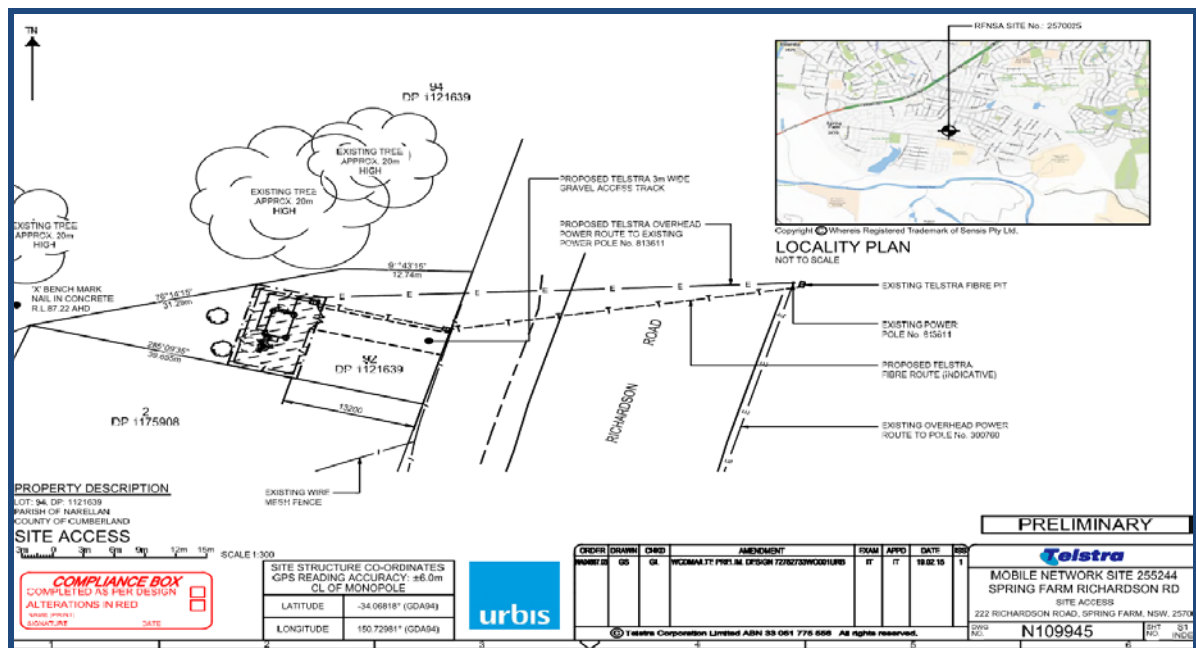 TN
RFNSA SITE No.: 2570025
94
DP 1121639
EXISTING TREE
APPROX. 20m
HIGH
EXISTING TREE
APPROX. 20m
HIGH
EXISTING TREE
APPROX. 20m
HIGH
PROPOSED TELSTRA 3m WIDE
GRAVEL ACCESS TRACK
PROPOSED TELSTRA OVERHEAD
POWER ROUTE TO EXISTING
POWER POLE No. 813611
Copyright © Whereis Registered Trademark of Sensis Pty Ltd.
LOCALITY PLAN
NOT TO SCALE
'X' BENCH MARK
NAIL IN CONCRETE
R.L 87.22 AHD
76°14'15"
31.29m
12.74m
EXISTING TELSTRA FIBRE PIT
EXISTING POWER
POLE No. 813611
PROPOSED TELSTRA
FIBRE ROUTE (INDICATIVE)
EXISTING OVERHEAD POWER
ROUTE TO POLE No. 300760
285°09'35"
92
DP 1121639
13200
RICHARDSON ROAD
2
DP 1175908
EXISTING WIRE
MESH FENCE
PROPERTY DESCRIPTION
LOT: 94, DP: 1121639
PARISH OF NARELLAN
COUNTY OF CUMBERLAND
SITE ACCESS
3m 0 3m 6m 9m 12m 15m
SCALE 1:300
COMPLIANCE BOX
COMPLETED AS PER DESIGN
ALTERATIONS IN RED
NAME (PRINT)
SIGNATURE DATE
SITE STRUCTURE CO-ORDINATES
GPS READING ACCURACY: ±6.0m
CL OF MONOPOLE
LATITUDE -34.06818° (GDA94)
LONGITUDE 150.72981° (GDA94)
urbis
ORDER DRAWN CHKD AMENDMENT EXAM APPD DATE ISS
GS GL IT IT 19.02.15 1
© Telstra Corporation Limited ABN 33 051 775 556 All rights reserved.
PRELIMINARY
Telstra
MOBILE NETWORK SITE 255244
SPRING FARM RICHARDSON RD
SITE ACCESS
222 RICHARDSON ROAD, SPRING FARM, NSW, 2570
DWG NO. N109945
SHT NO. S1
2 3 4 5 6